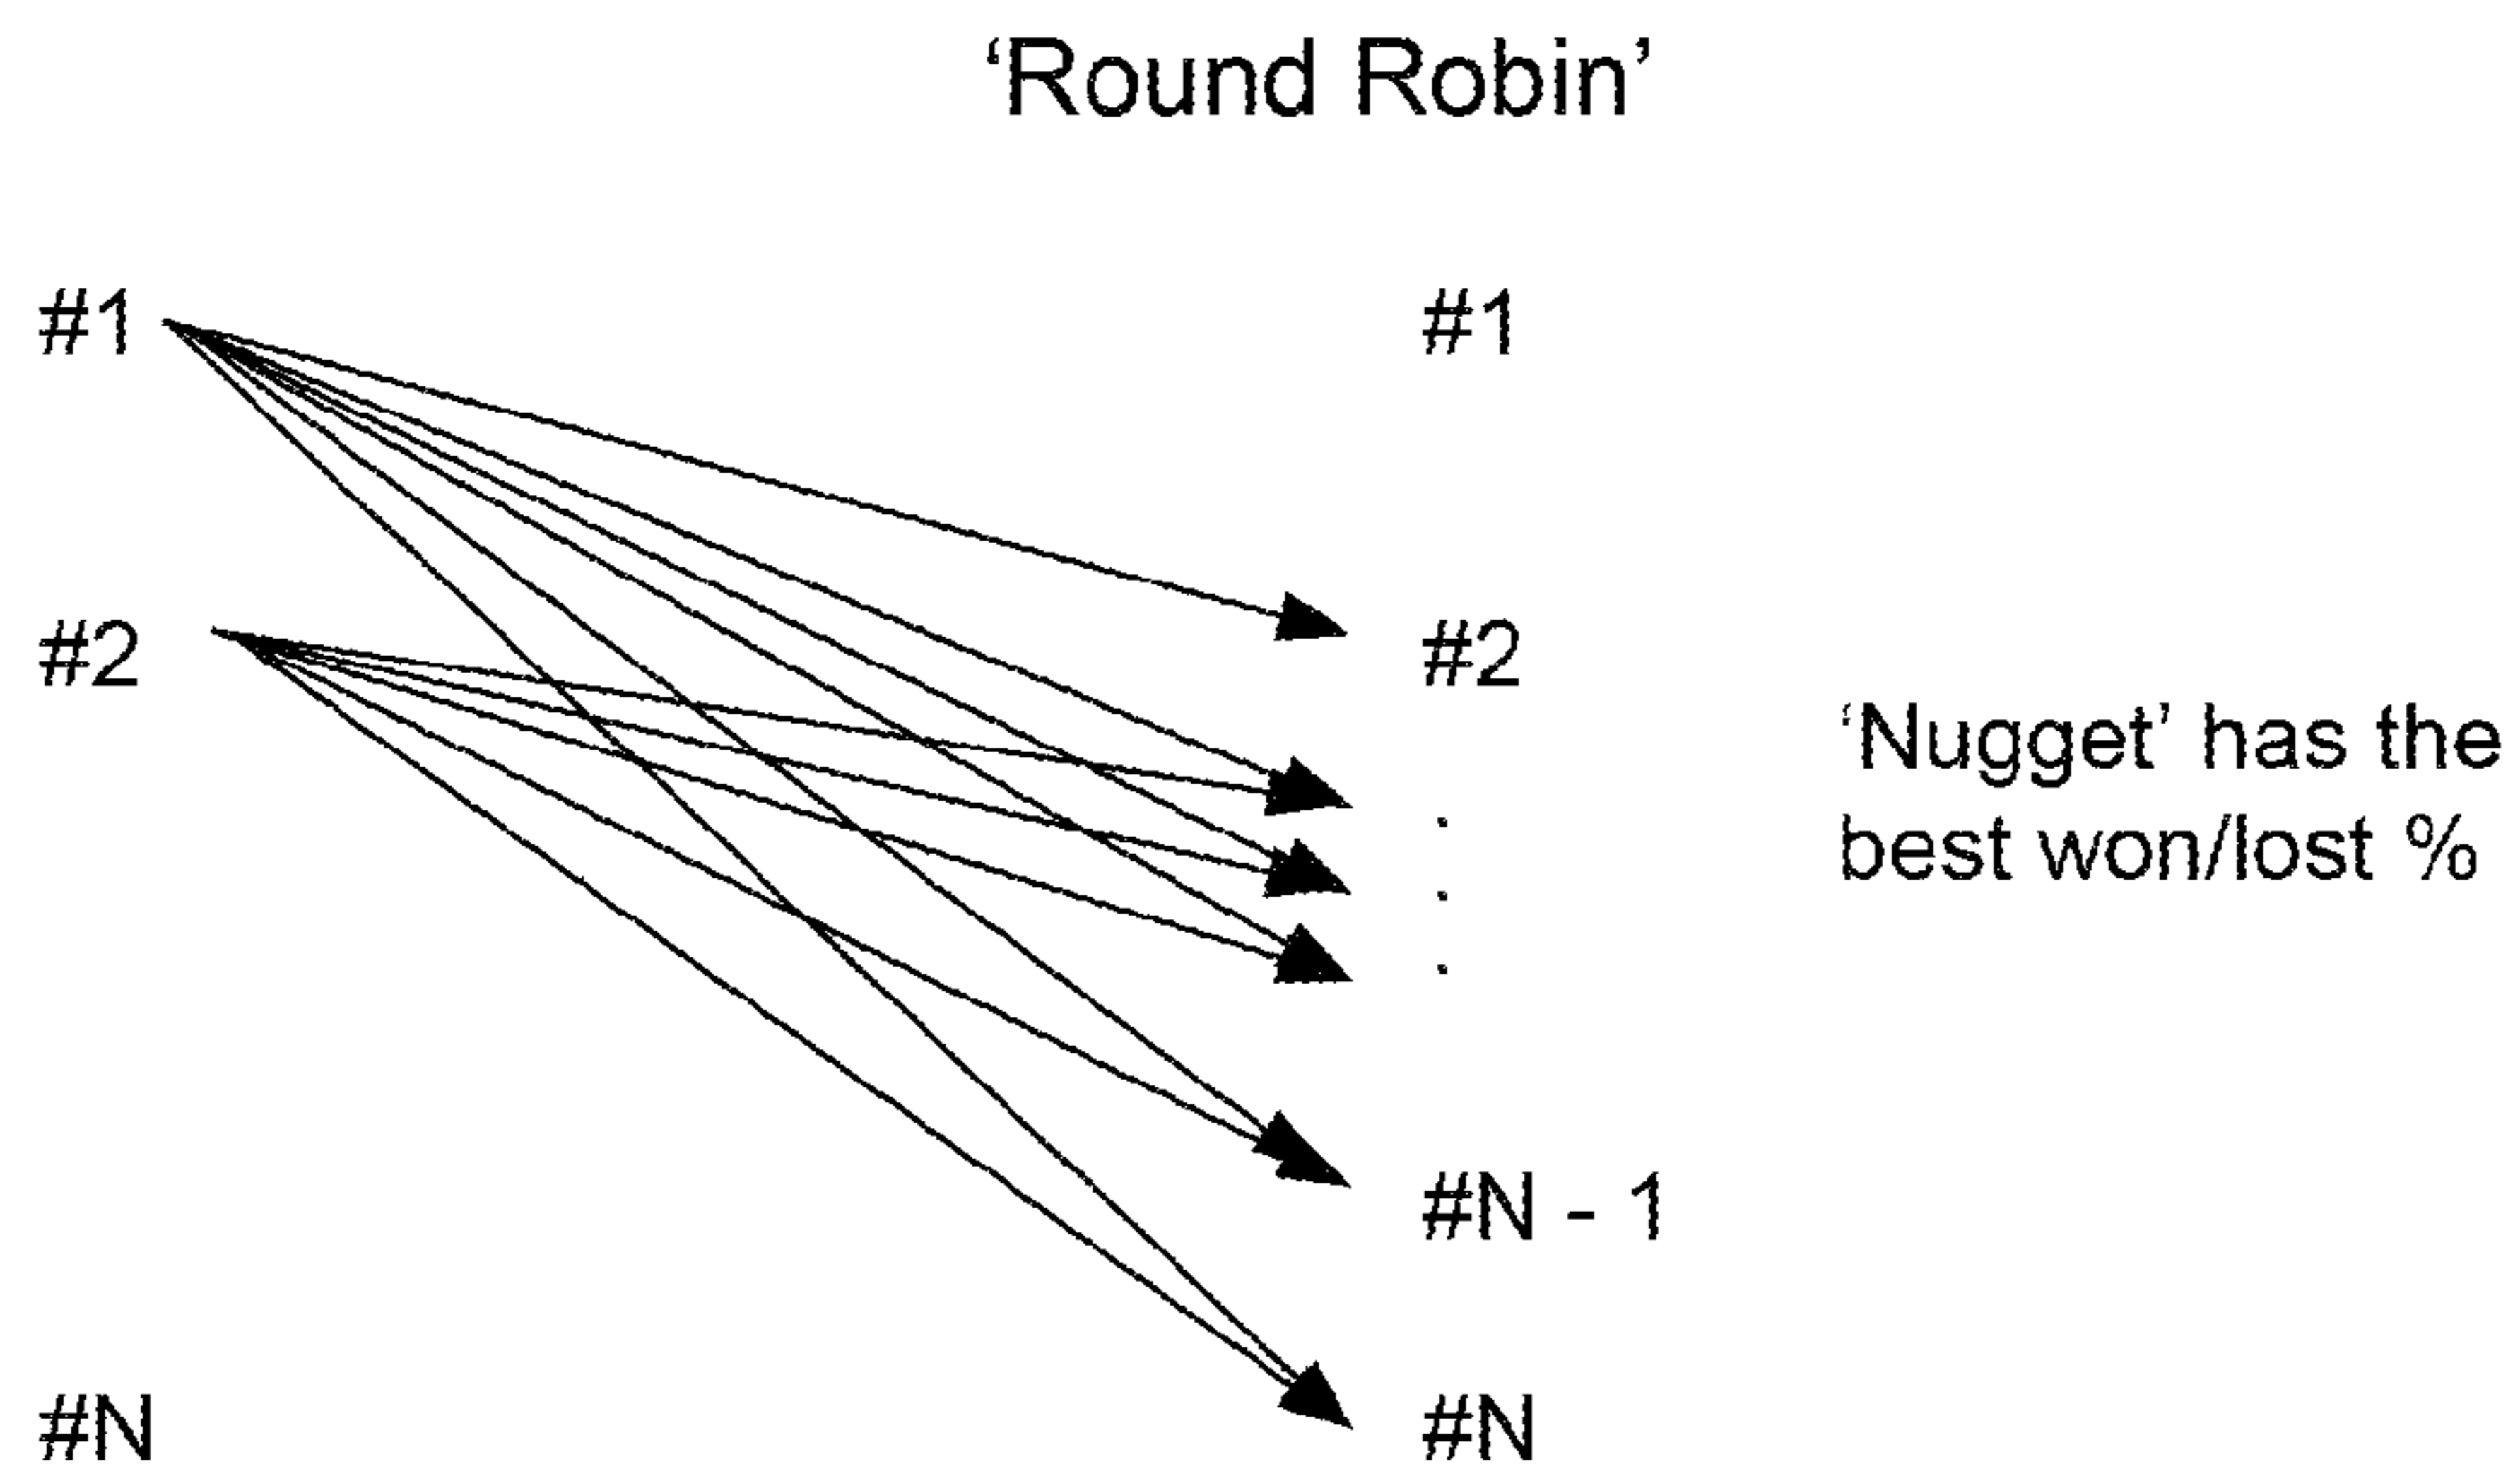 ‘Round Robin’
#1
#1
#2
#2
‘Nugget’ has the
best won/lost %
.
.
.
#N - 1
#N
#N